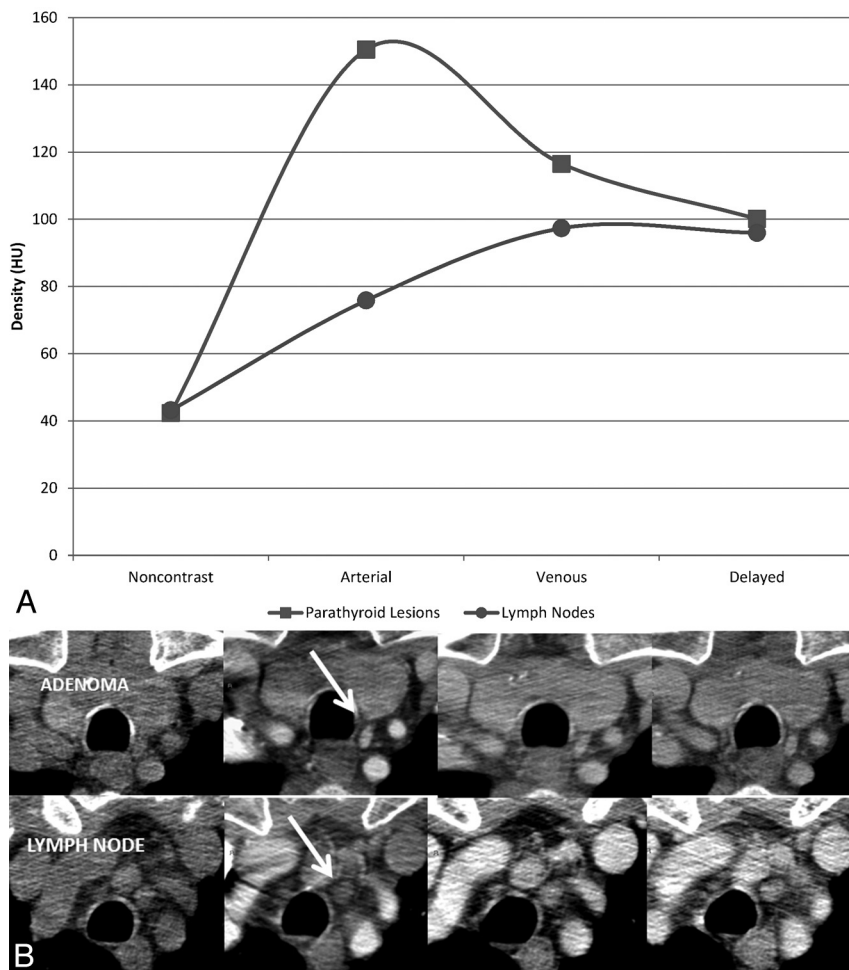 160
140
120
100
80
60
40
20
0
Density (HU)
Noncontrast Arterial Venous Delayed
A
Parathyroid Lesions Lymph Nodes
ADENOMA
LYMPH NODE
B